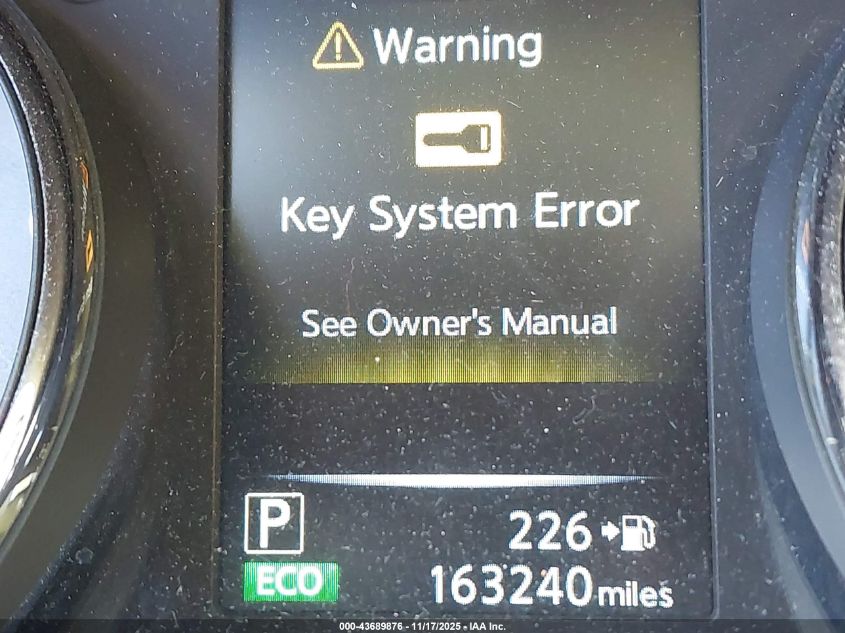 Warning
Key System Error
See Owner's Manual
P
226
ECO
163240 miles
000-43689876 | 11/17/2025 - IAA Inc.